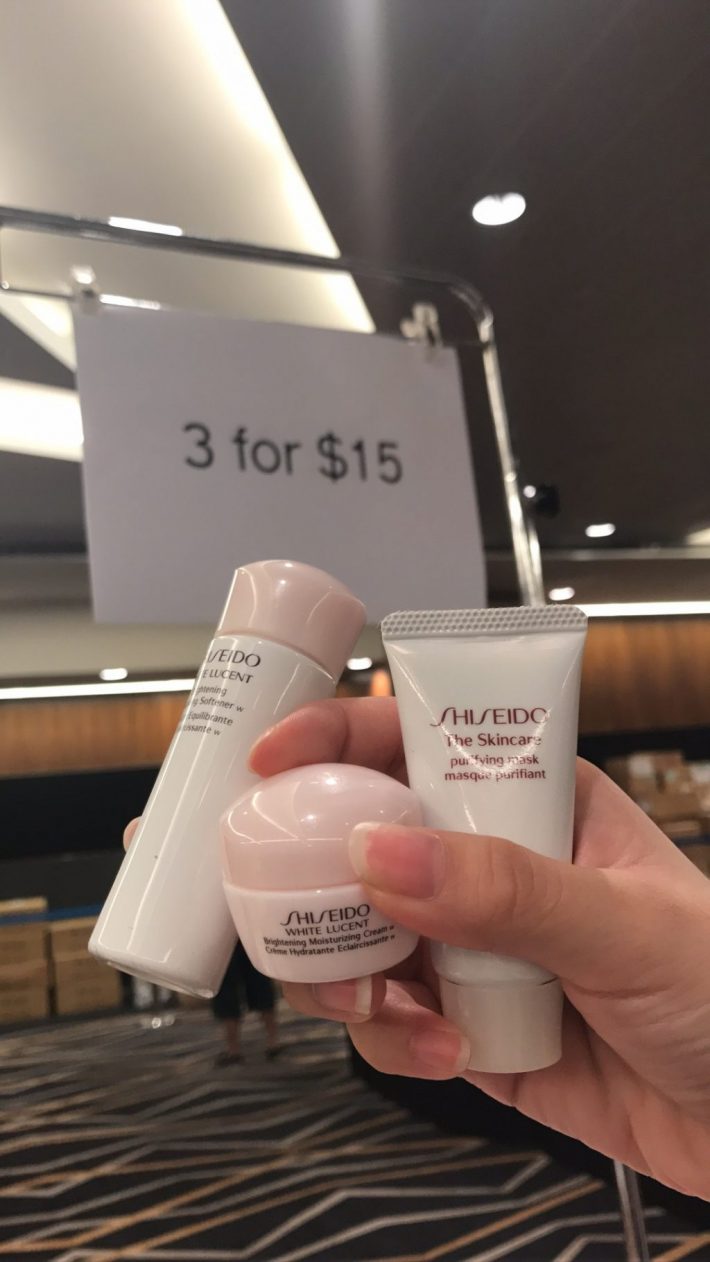 3 for $15
SHISEIDO
LUCENT
Softener w
SHISEIDO
WHITE LUCENT
Brightening Moisturizing Cream w
Crème Hydratante Eclaircissante w
SHISEIDO
The Skincare
purifying mask
masque purifiant